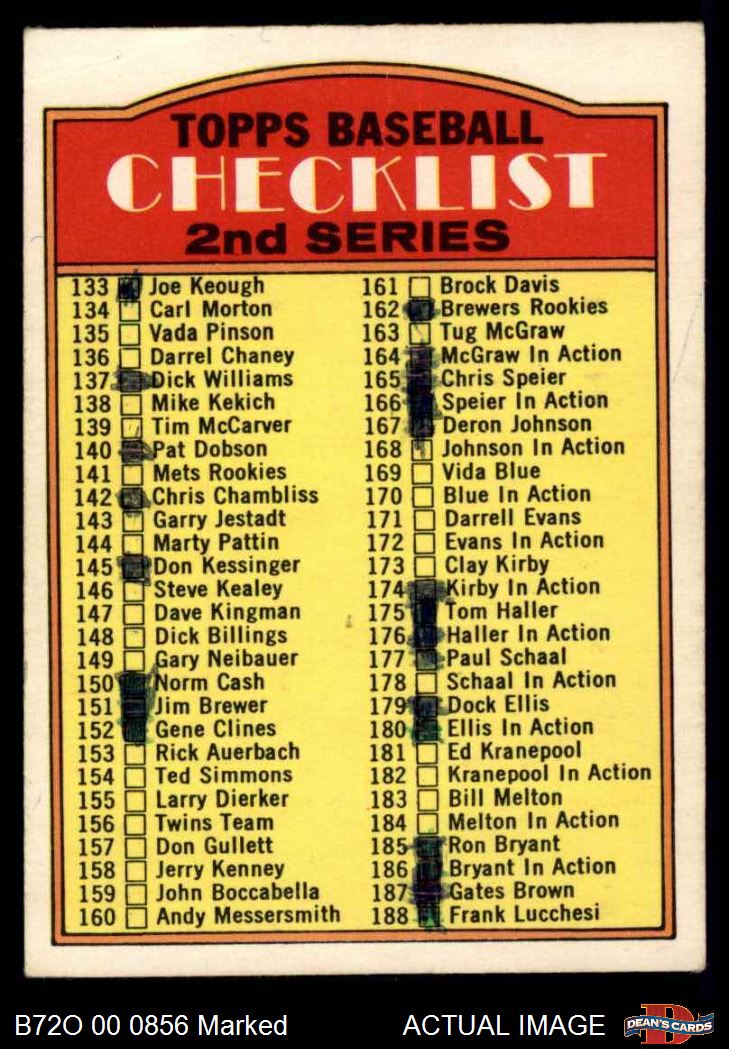 TOPPS BASEBALL
CHECKLIST
2nd SERIES
133 Joe Keough
134 Carl Morton
135 Vada Pinson
136 Darrel Chaney
137 Dick Williams
138 Mike Kekich
139 Tim McCarver
140 Pat Dobson
141 Mets Rookies
142 Chris Chambliss
143 Garry Jestadt
144 Marty Pattin
145 Don Kessinger
146 Steve Kealey
147 Dave Kingman
148 Dick Billings
149 Gary Neibauer
150 Norm Cash
151 Jim Brewer
152 Gene Clines
153 Rick Auerbach
154 Ted Simmons
155 Larry Dierker
156 Twins Team
157 Don Gullett
158 Jerry Kenney
159 John Boccabella
160 Andy Messersmith
161 Brock Davis
162 Brewers Rookies
163 Tug McGraw
164 McGraw In Action
165 Chris Speier
166 Speier In Action
167 Deron Johnson
168 Johnson In Action
169 Vida Blue
170 Blue In Action
171 Darrell Evans
172 Evans In Action
173 Clay Kirby
174 Kirby In Action
175 Tom Haller
176 Haller In Action
177 Paul Schaal
178 Schaal In Action
179 Dock Ellis
180 Ellis In Action
181 Ed Kranepool
182 Kranepool In Action
183 Bill Melton
184 Melton In Action
185 Ron Bryant
186 Bryant In Action
187 Gates Brown
188 Frank Lucchesi
B72O 00 0856 Marked
ACTUAL IMAGE
DEAN'S CARDS